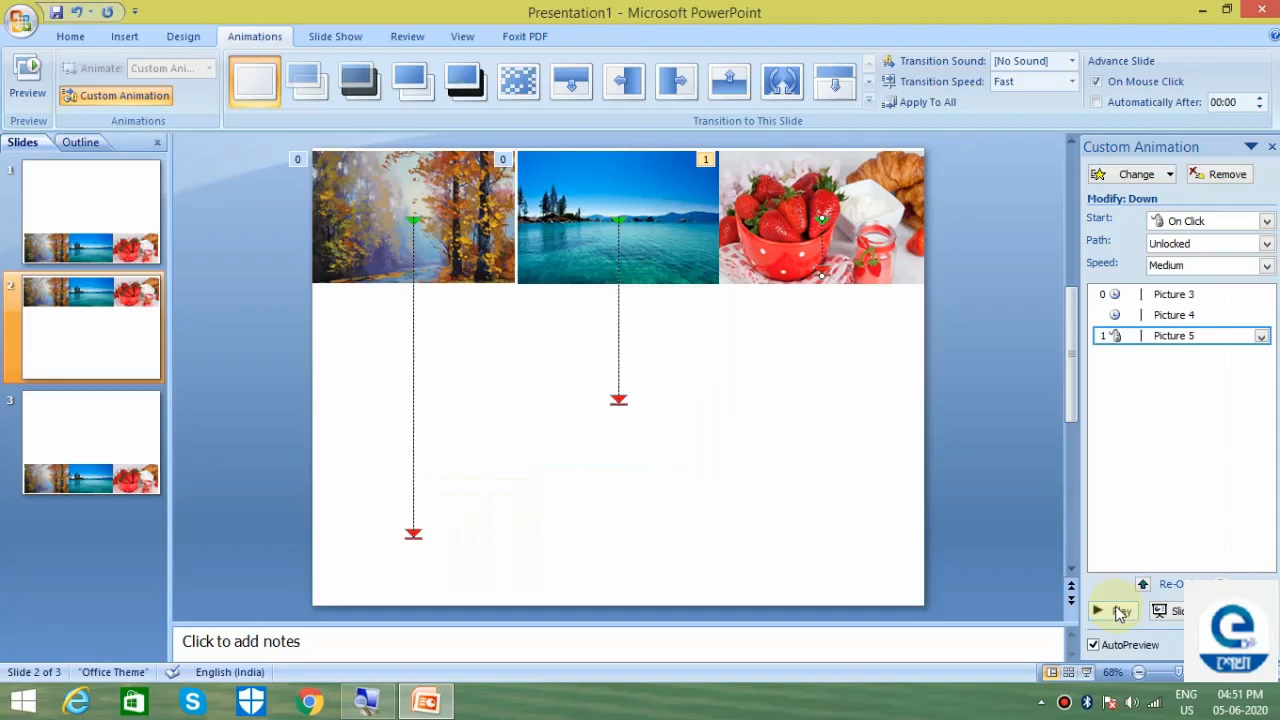 Presentation1 - Microsoft PowerPoint
Home Insert Design Animations Slide Show Review View Foxit PDF
Preview
Preview
Animate: Custom Ani...
Custom Animation
Animations
Transition Sound: [No Sound]
Transition Speed: Fast
Apply To All
Transition to This Slide
Advance Slide
On Mouse Click
Automatically After: 00:00
Slides Outline
1
2
3
0
0
1
Custom Animation
Change
Remove
Modify: Down
Start: On Click
Path: Unlocked
Speed: Medium
0 Picture 3
Picture 4
1 Picture 5
Play
AutoPreview
Click to add notes
Slide 2 of 3 "Office Theme" English (India) 68%
ENG 04:51 PM
US 05-06-2020